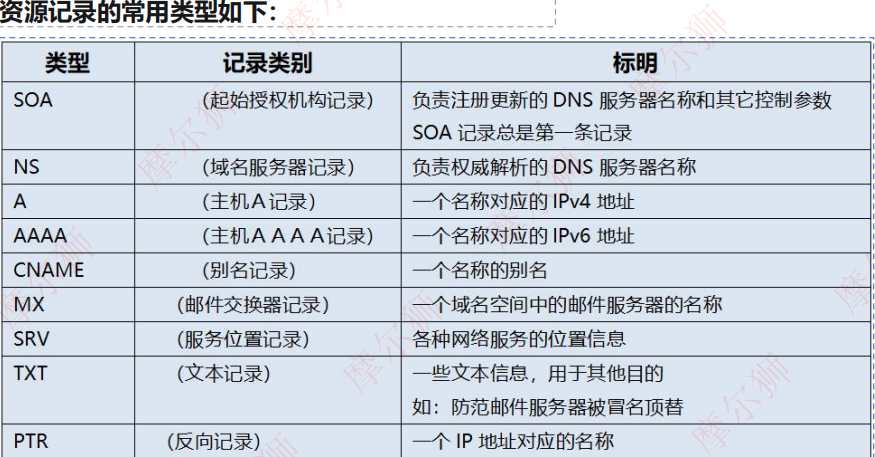 资源记录的常用类型如下：
类型 记录类别 标明
SOA （起始授权机构记录） 负责注册更新的 DNS 服务器名称和其它控制参数
SOA 记录总是第一条记录
NS （域名服务器记录） 负责权威解析的 DNS 服务器名称
A （主机Ａ记录） 一个名称对应的 IPv4 地址
AAAA （主机ＡＡＡＡ记录） 一个名称对应的 IPv6 地址
CNAME （别名记录） 一个名称的别名
MX （邮件交换器记录） 一个域名空间中的邮件服务器的名称
SRV （服务位置记录） 各种网络服务的位置信息
TXT （文本记录） 一些文本信息，用于其他目的
如：防范邮件服务器被冒名顶替
PTR （反向记录） 一个 IP 地址对应的名称
摩尔狮
摩尔狮
摩尔狮
摩尔狮
摩尔狮
摩尔狮
摩尔狮